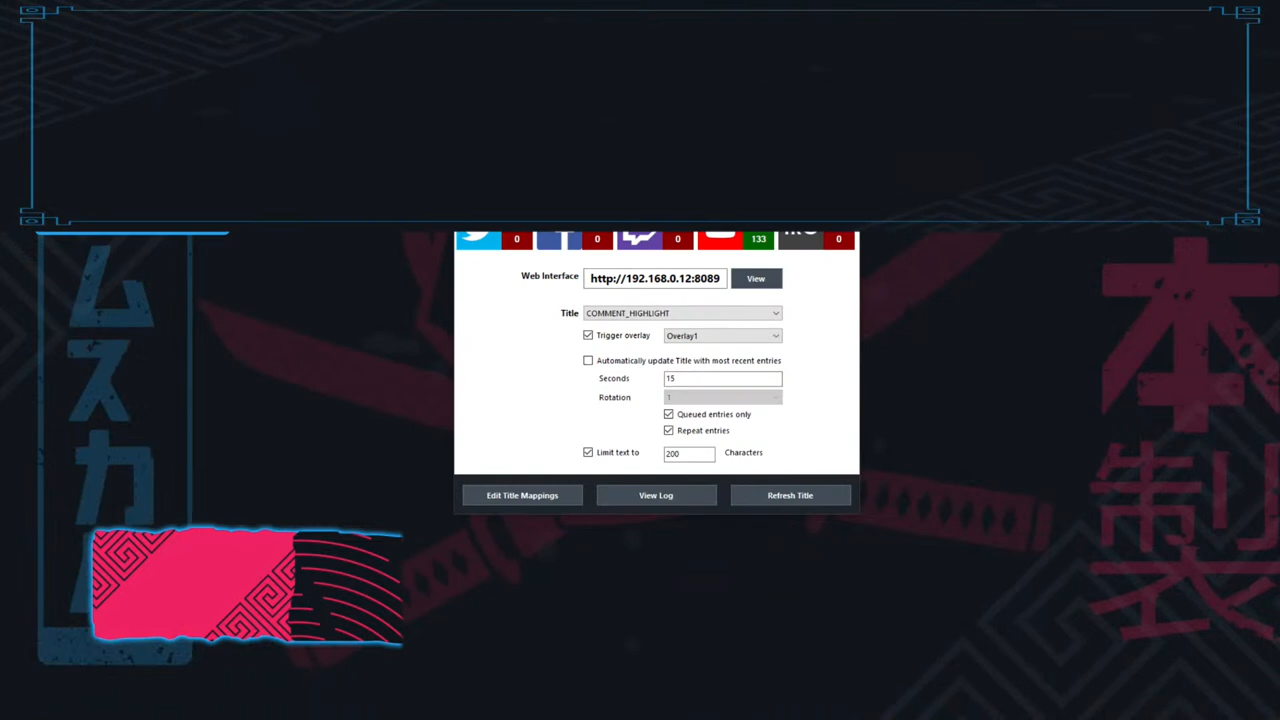 0 0 0 133 0
Web Interface http://192.168.0.12:8089 View
Title COMMENT_HIGHLIGHT
Trigger overlay Overlay1
Automatically update Title with most recent entries
Seconds 15
Rotation 1
Queued entries only
Repeat entries
Limit text to 200 Characters
Edit Title Mappings View Log Refresh Title
ムスカ
本製